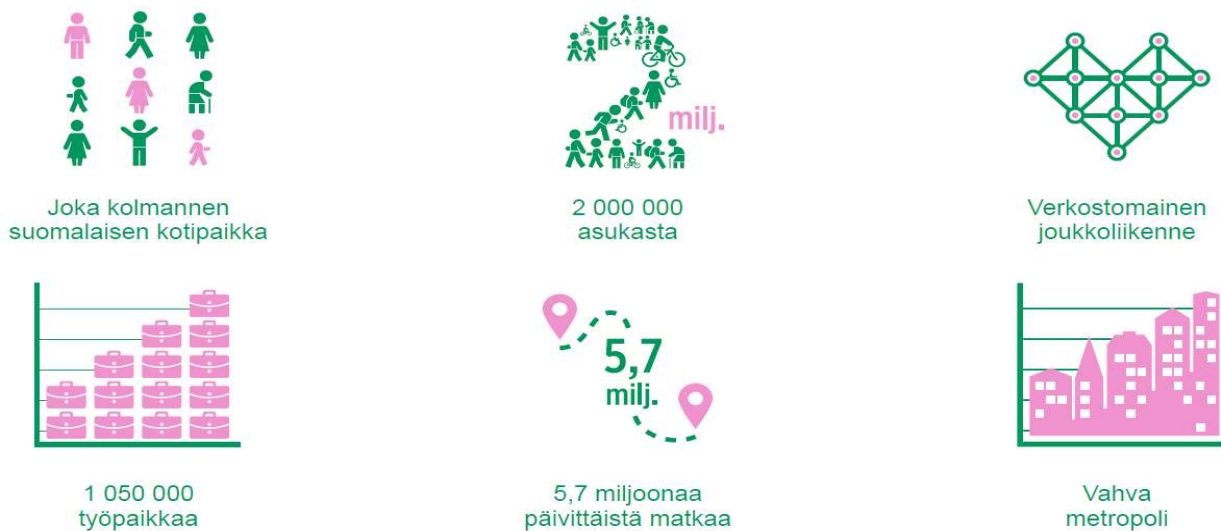 milj.
Joka kolmannen
suomalaisen kotipaikka
2 000 000
asukasta
Verkostomainen
joukkoliikenne
5,7
milj.
1 050 000
työpaikkaa
5,7 miljoonaa
päivittäistä matkaa
Vahva
metropoli